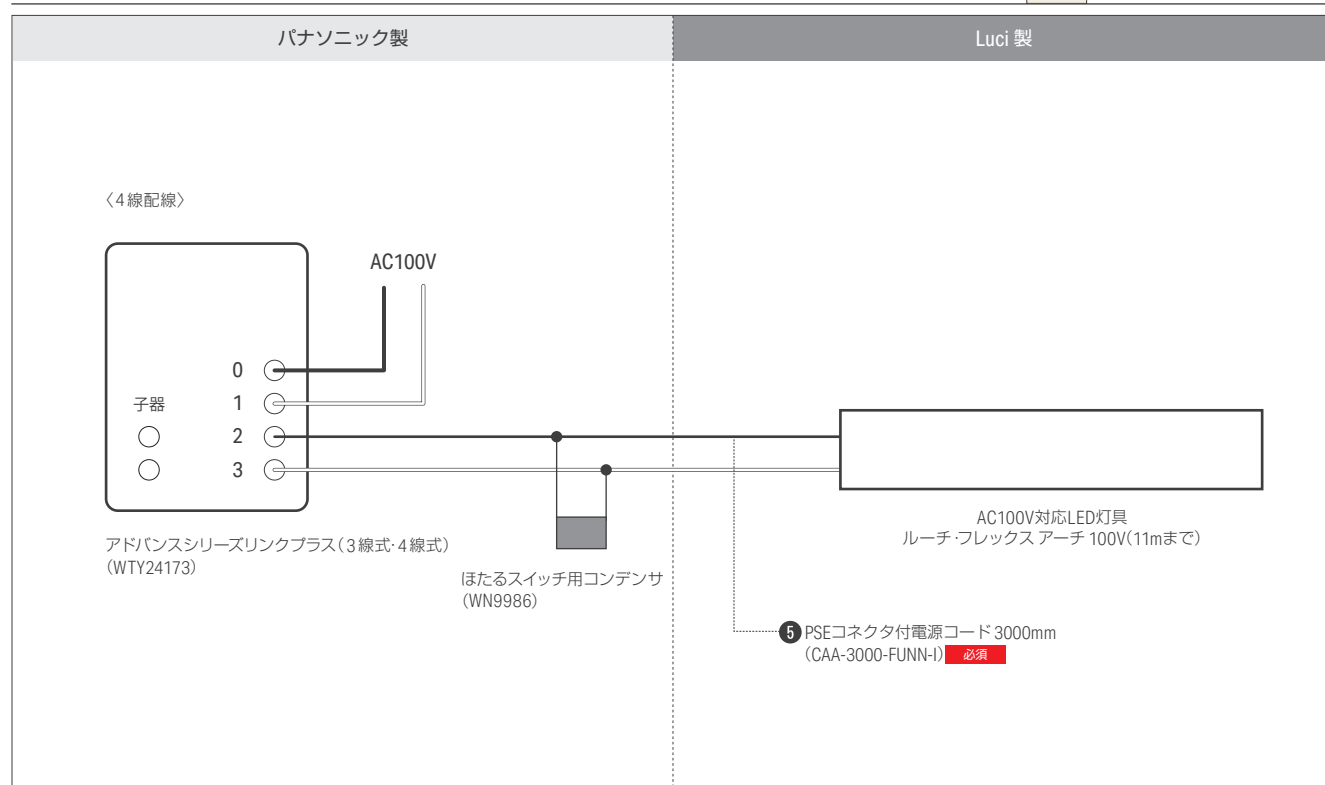 パナソニック製
Luci 製
〈4線配線〉
AC100V
0
子器 1
2
3
アドバンスシリーズリンクプラス（3線式・4線式）
（WTY24173）
ほたるスイッチ用コンデンサ
（WN9986）
AC100V対応LED灯具
ルーチ・フレックス アーチ 100V（11mまで）
5 PSEコネクタ付電源コード 3000mm
（CAA-3000-FUNN-I） 必須